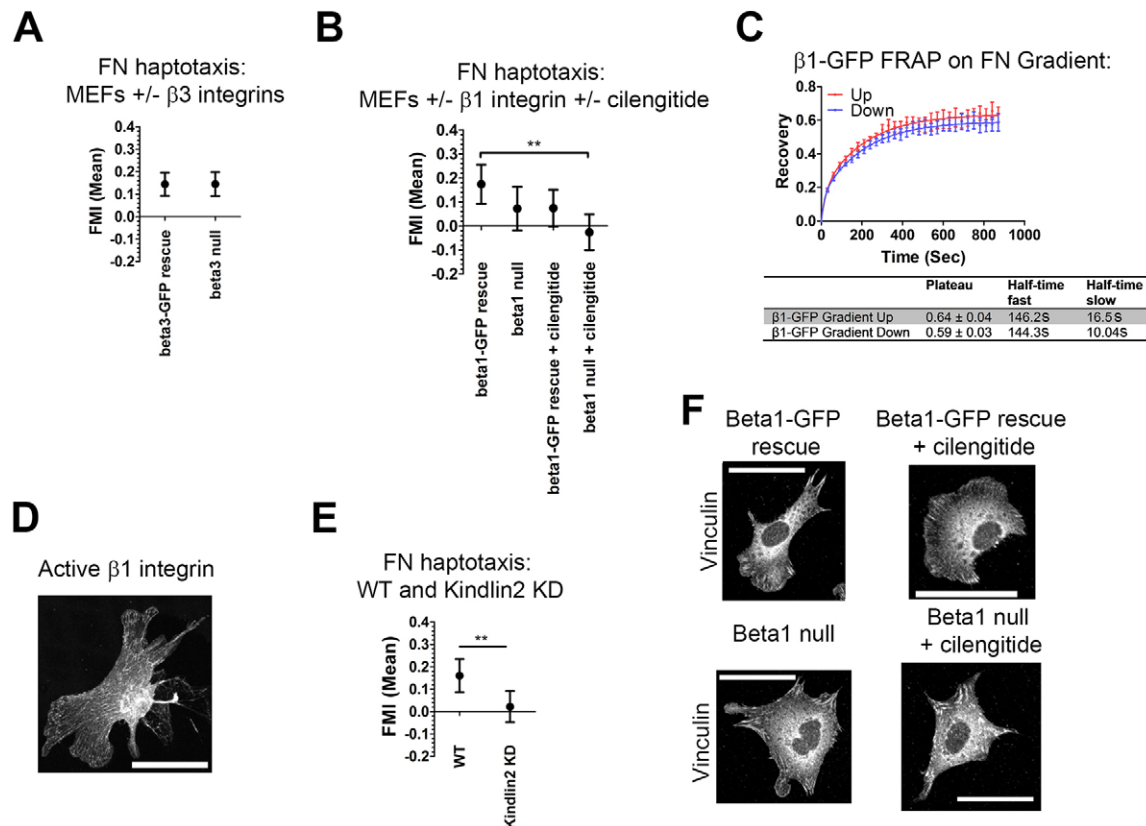 A
FN haptotaxis:
MEFs +/- β3 integrins
FMI (Mean)
0.4
0.3
0.2
0.1
0.0
-0.1
-0.2
beta3-GFP rescue
beta3 null
B
FN haptotaxis:
MEFs +/- β1 integrin +/- cilengitide
FMI (Mean)
0.4
0.3
0.2
0.1
0.0
-0.1
-0.2
**
beta1-GFP rescue
beta1 null
beta1-GFP rescue + cilengitide
beta1 null + cilengitide
C
β1-GFP FRAP on FN Gradient:
Up
Down
Recovery
0.8
0.6
0.4
0.2
0.0
0 200 400 600 800 1000
Time (Sec)
Plateau Half-time fast Half-time slow
β1-GFP Gradient Up 0.64 ± 0.04 146.2S 16.5 S
β1-GFP Gradient Down 0.59 ± 0.03 144.3S 10.04S
D
Active β1 integrin
E
FN haptotaxis:
WT and Kindlin2 KD
FMI (Mean)
0.4
0.3
0.2
0.1
0.0
-0.1
-0.2
**
WT
Kindlin2 KD
F
Beta1-GFP
rescue
Beta1-GFP rescue
+ cilengitide
Vinculin
Beta1 null
Beta1 null
+ cilengitide
Vinculin